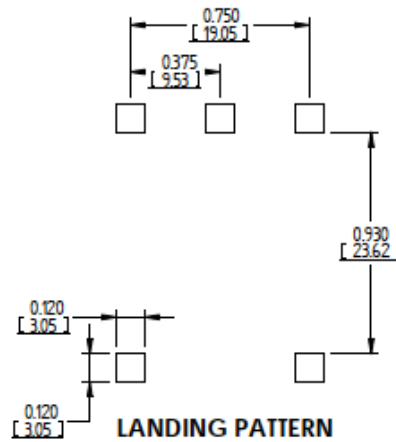 0.750
[ 19.05 ]
0.375
[ 9.53 ]
0.930
[ 23.62 ]
0.120
[ 3.05 ]
0.120
[ 3.05 ]
LANDING PATTERN